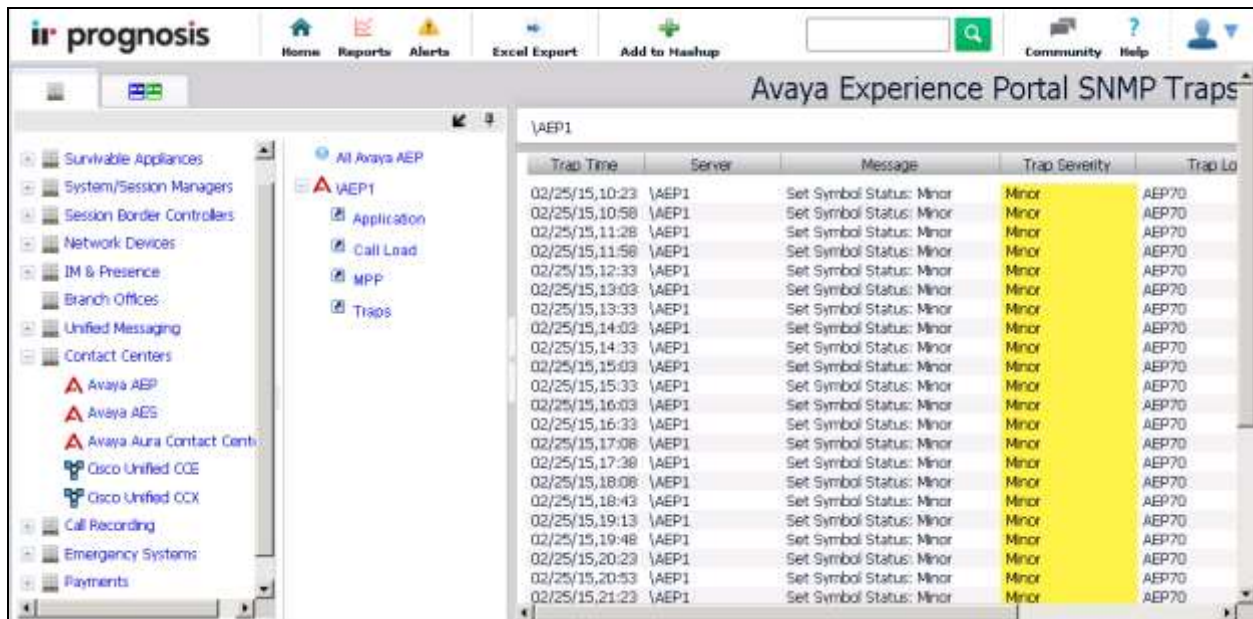 ir prognosis
Home Reports Alerts Excel Export Add to Mashup Community Help
Avaya Experience Portal SNMP Traps
Survivable Appliances
System/Session Managers
Session Border Controllers
Network Devices
IM & Presence
Branch Offices
Unified Messaging
Contact Centers
Avaya AEP
Avaya AES
Avaya Aura Contact Cent
Cisco Unified CCE
Cisco Unified CCX
Call Recording
Emergency Systems
Payments
All Avaya AEP
\AEP1
Application
Call Load
MPP
Traps
\AEP1
Trap Time Server Message Trap Severity Trap Lo
02/25/15,10:23 \AEP1 Set Symbol Status: Minor Minor AEP70
02/25/15,10:58 \AEP1 Set Symbol Status: Minor Minor AEP70
02/25/15,11:28 \AEP1 Set Symbol Status: Minor Minor AEP70
02/25/15,11:58 \AEP1 Set Symbol Status: Minor Minor AEP70
02/25/15,12:33 \AEP1 Set Symbol Status: Minor Minor AEP70
02/25/15,13:03 \AEP1 Set Symbol Status: Minor Minor AEP70
02/25/15,13:33 \AEP1 Set Symbol Status: Minor Minor AEP70
02/25/15,14:03 \AEP1 Set Symbol Status: Minor Minor AEP70
02/25/15,14:33 \AEP1 Set Symbol Status: Minor Minor AEP70
02/25/15,15:03 \AEP1 Set Symbol Status: Minor Minor AEP70
02/25/15,15:33 \AEP1 Set Symbol Status: Minor Minor AEP70
02/25/15,16:03 \AEP1 Set Symbol Status: Minor Minor AEP70
02/25/15,16:33 \AEP1 Set Symbol Status: Minor Minor AEP70
02/25/15,17:08 \AEP1 Set Symbol Status: Minor Minor AEP70
02/25/15,17:38 \AEP1 Set Symbol Status: Minor Minor AEP70
02/25/15,18:08 \AEP1 Set Symbol Status: Minor Minor AEP70
02/25/15,18:43 \AEP1 Set Symbol Status: Minor Minor AEP70
02/25/15,19:13 \AEP1 Set Symbol Status: Minor Minor AEP70
02/25/15,19:48 \AEP1 Set Symbol Status: Minor Minor AEP70
02/25/15,20:23 \AEP1 Set Symbol Status: Minor Minor AEP70
02/25/15,20:53 \AEP1 Set Symbol Status: Minor Minor AEP70
02/25/15,21:23 \AEP1 Set Symbol Status: Minor Minor AEP70